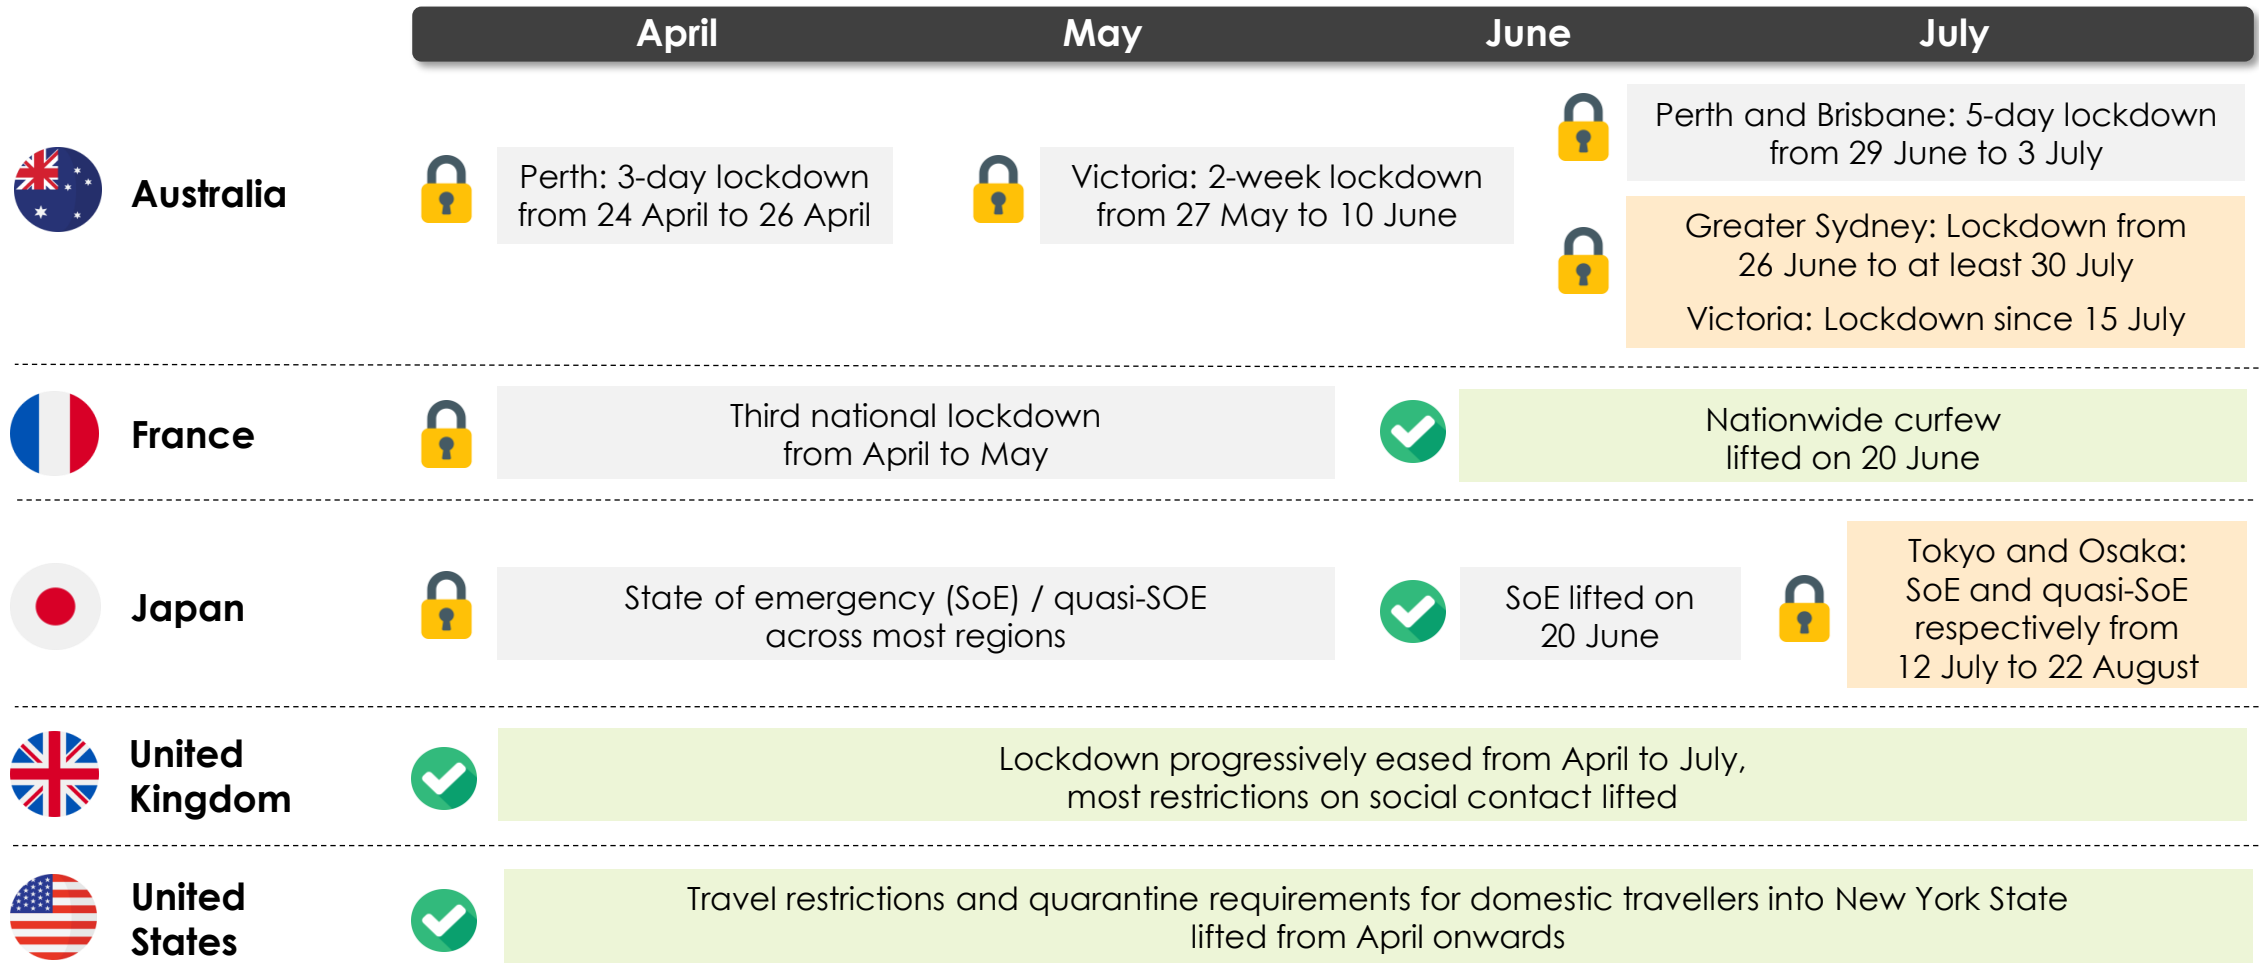 April
May
June
July
Australia
Perth: 3-day lockdown
from 24 April to 26 April
Victoria: 2-week lockdown
from 27 May to 10 June
Perth and Brisbane: 5-day lockdown
from 29 June to 3 July
Greater Sydney: Lockdown from
26 June to at least 30 July
Victoria: Lockdown since 15 July
France
Third national lockdown
from April to May
Nationwide curfew
lifted on 20 June
Japan
State of emergency (SoE) / quasi-SOE
across most regions
SoE lifted on
20 June
Tokyo and Osaka:
SoE and quasi-SoE
respectively from
12 July to 22 August
United
Kingdom
Lockdown progressively eased from April to July,
most restrictions on social contact lifted
United
States
Travel restrictions and quarantine requirements for domestic travellers into New York State
lifted from April onwards